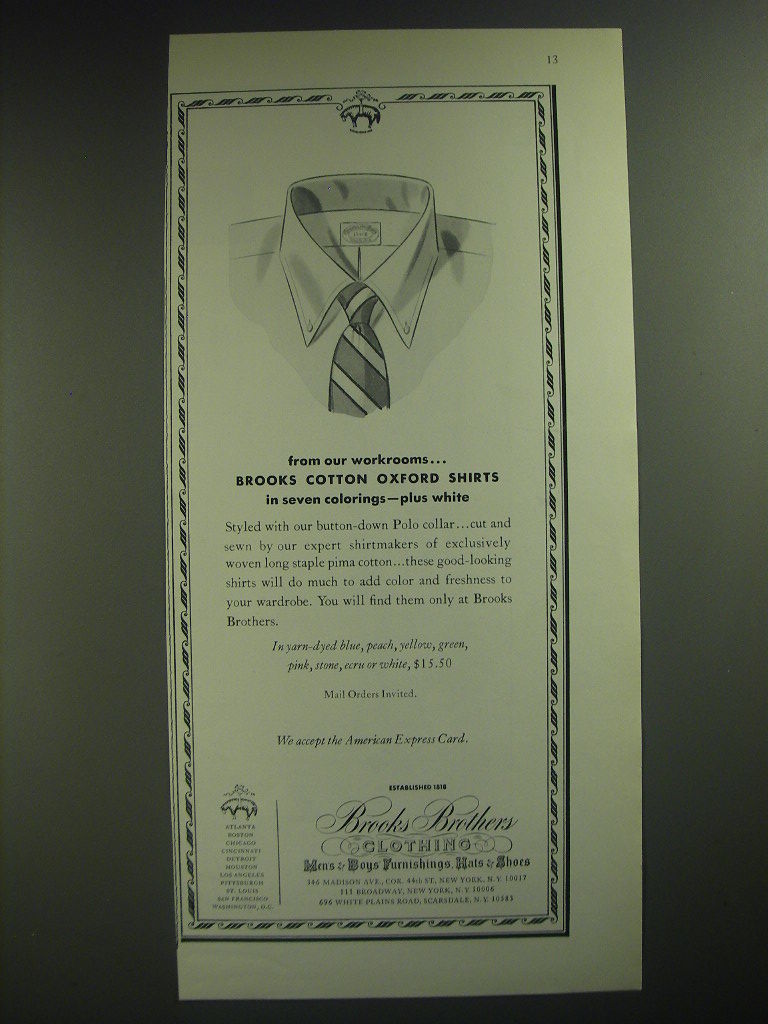 13
from our workrooms...
BROOKS COTTON OXFORD SHIRTS
in seven colorings—plus white
Styled with our button-down Polo collar...cut and
sewn by our expert shirtmakers of exclusively
woven long staple pima cotton...these good-looking
shirts will do much to add color and freshness to
your wardrobe. You will find them only at Brooks
Brothers.
In yarn-dyed blue, peach, yellow, green,
pink, stone, ecru or white, $15.50
Mail Orders Invited.
We accept the American Express Card.
ATLANTA
BOSTON
CHICAGO
CINCINNATI
DETROIT
HOUSTON
LOS ANGELES
PITTSBURGH
ST. LOUIS
SAN FRANCISCO
WASHINGTON, D.C.
ESTABLISHED 1818
Brooks Brothers
CLOTHING
Mens & Boys Furnishings, Hats & Shoes
346 MADISON AVE., COR. 44th ST., NEW YORK, N.Y. 10017
111 BROADWAY, NEW YORK, N.Y. 10006
696 WHITE PLAINS ROAD, SCARSDALE, N.Y. 10583